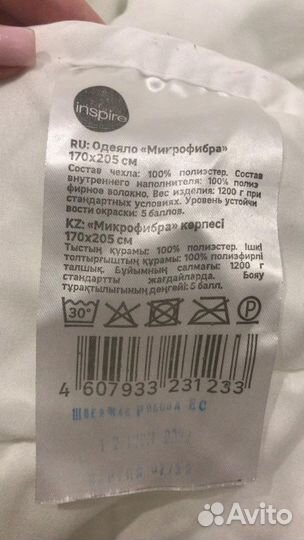 inspire
RU: Одеяло «Микрофибра»
170х205 см
Состав чехла: 100% полиэстер. Состав
внутреннего наполнителя: 100% полиэ
фирное волокно. Вес изделия: 1200 г при
стандартных условиях. Уровень устойчи
вости окраски: 5 баллов.
KZ: «Микрофибра» көрпесі
170х205 см
Тыстың құрамы: 100% полиэстер. Ішкі
толтырғыштың құрамы: 100% полиэфирлі
талшық. Бұйымның салмағы: 1200 г
стандартты жағдайларда. Бояу
тұрақтылығының деңгейі: 5 балл.
30°
P
4 607933 231233
Avito